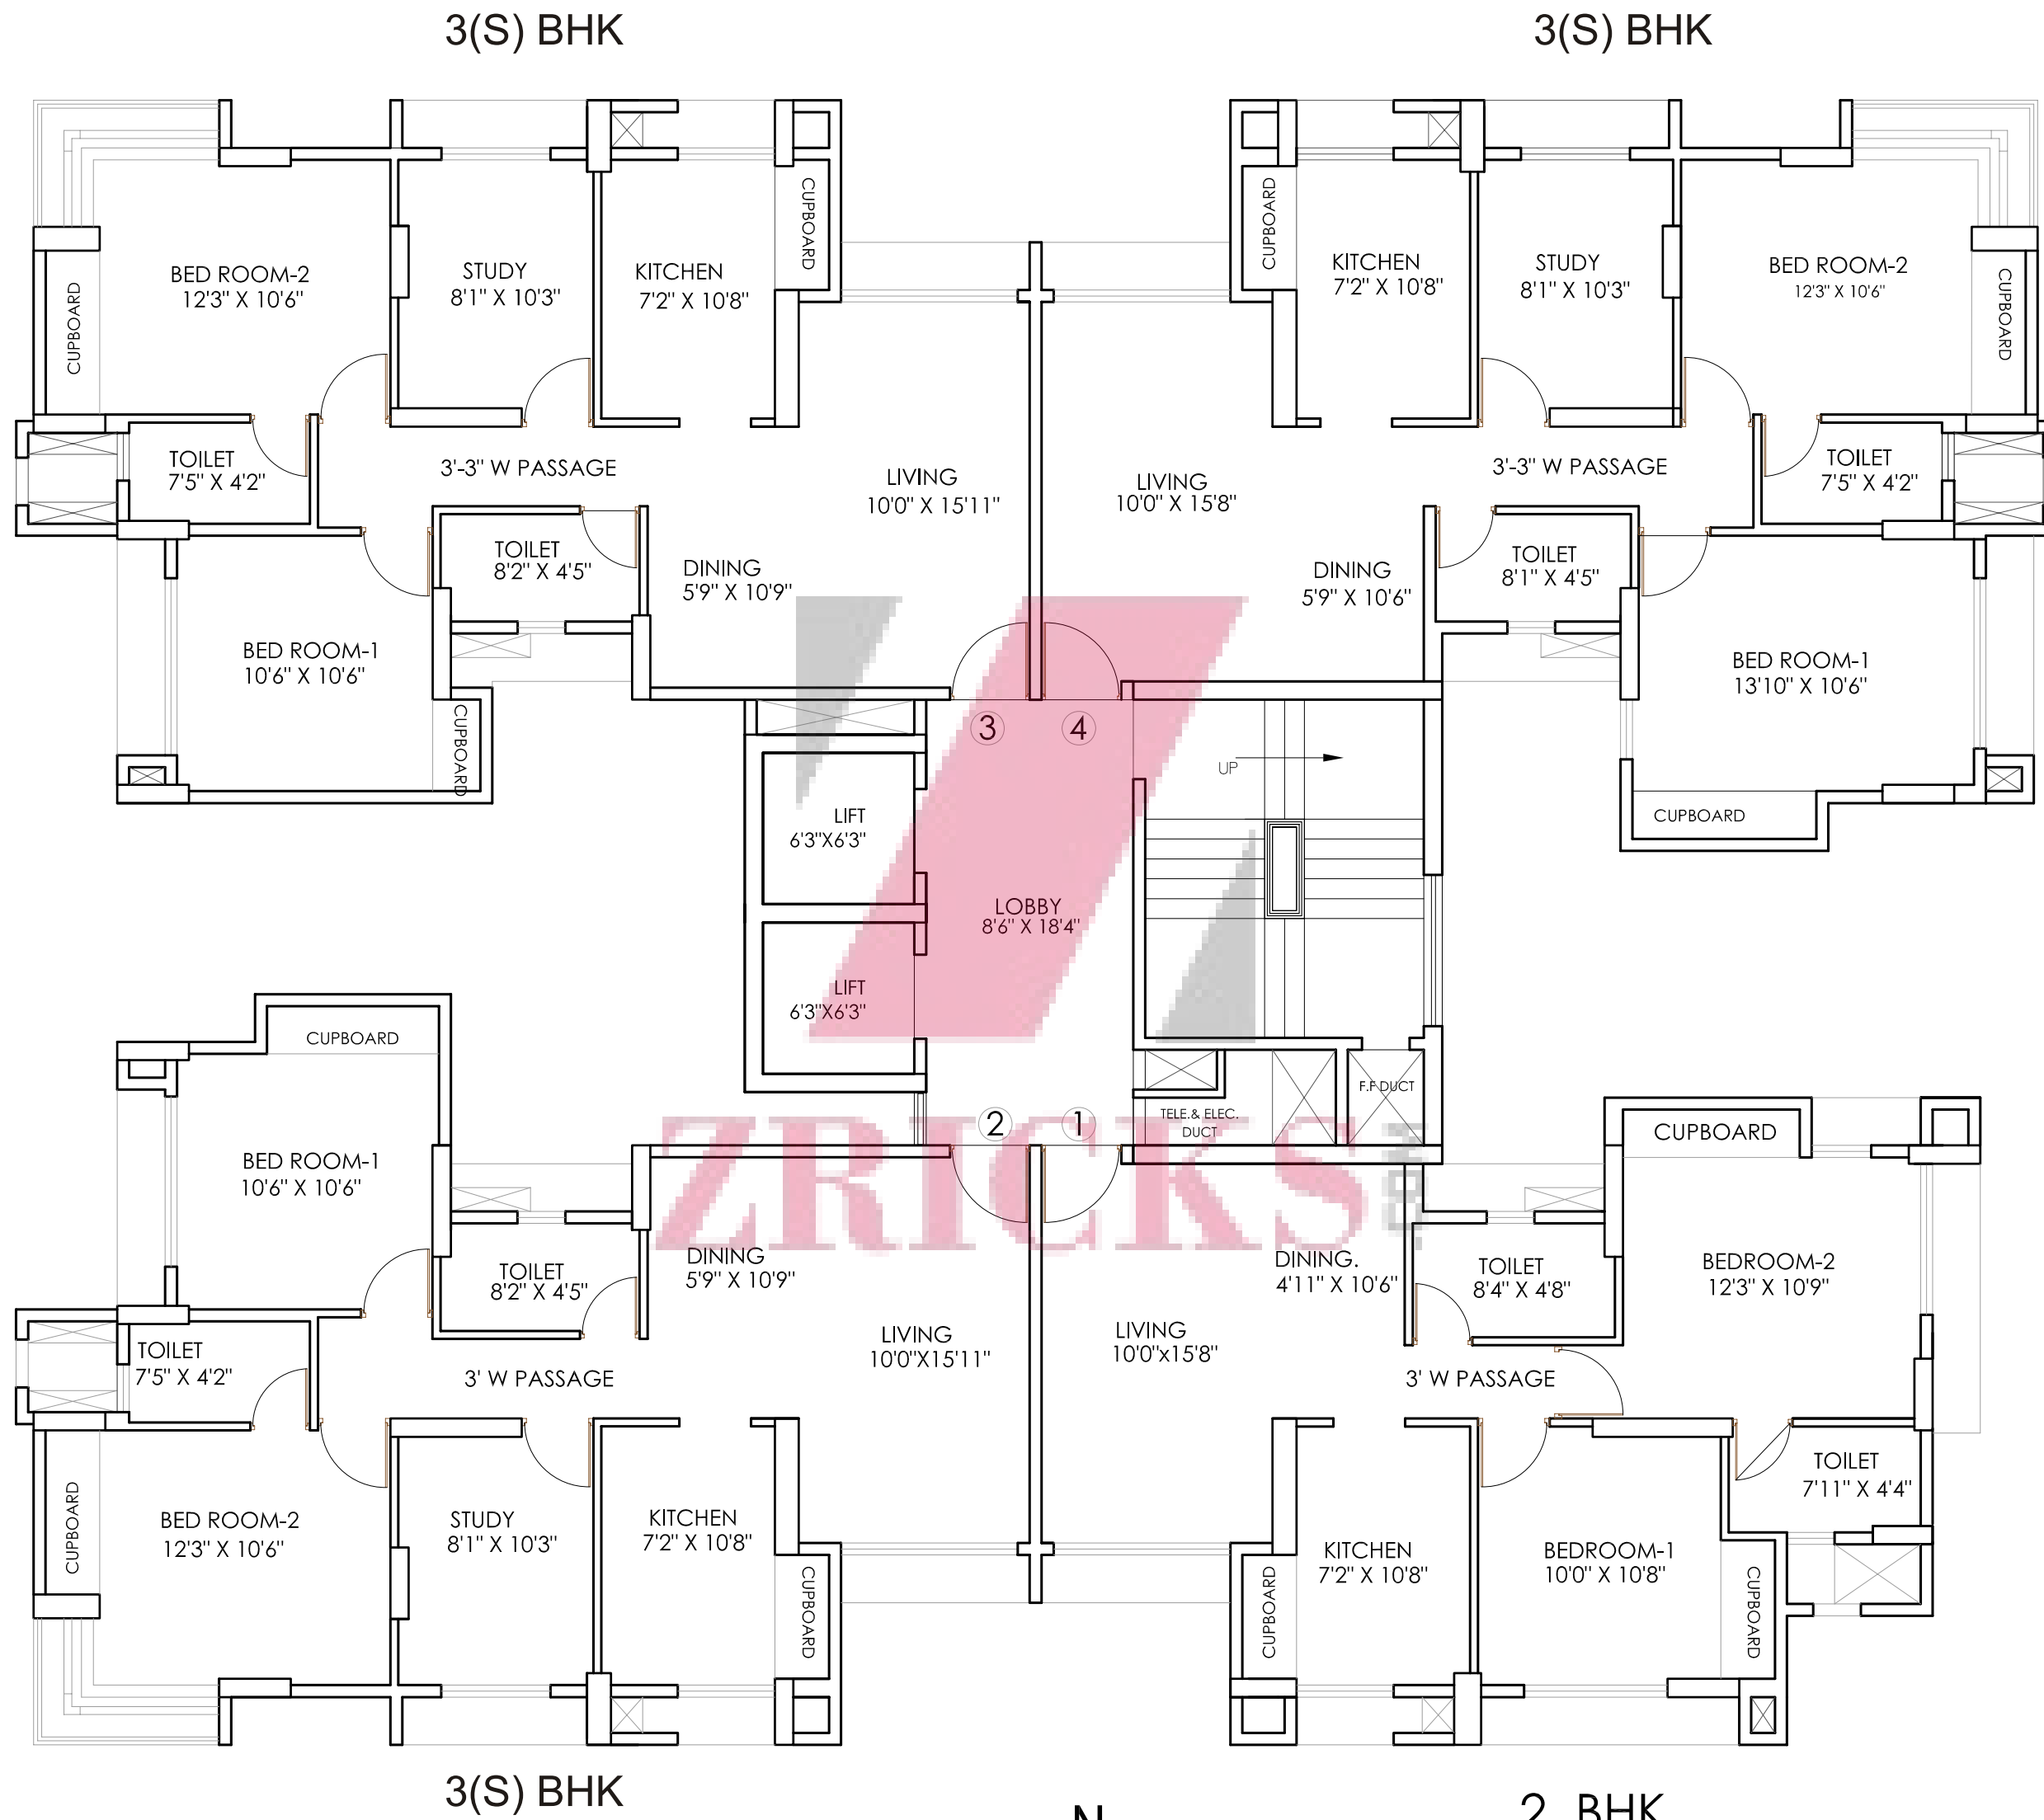 3(S) BHK
3(S) BHK
CUPBOARD
BED ROOM-2
12'3" X 10'6"
STUDY
8'1" X 10'3"
KITCHEN
7'2" X 10'8"
CUPBOARD
CUPBOARD
KITCHEN
7'2" X 10'8"
STUDY
8'1" X 10'3"
BED ROOM-2
12'3" X 10'6"
CUPBOARD
TOILET
7'5" X 4'2"
3'-3" W PASSAGE
LIVING
10'0" X 15'11"
LIVING
10'0" X 15'8"
3'-3" W PASSAGE
TOILET
7'5" X 4'2"
TOILET
8'2" X 4'5"
DINING
5'9" X 10'9"
DINING
5'9" X 10'6"
TOILET
8'1" X 4'5"
BED ROOM-1
10'6" X 10'6"
CUPBOARD
BED ROOM-1
13'10" X 10'6"
CUPBOARD
3
4
UP
LIFT
6'3"X6'3"
LOBBY
8'6" X 18'4"
LIFT
6'3"X6'3"
CUPBOARD
F.F DUCT
TELE.& ELEC.
DUCT
2
1
ZRICKS
CUPBOARD
BED ROOM-1
10'6" X 10'6"
TOILET
8'2" X 4'5"
DINING
5'9" X 10'9"
DINING.
4'11" X 10'6"
TOILET
8'4" X 4'8"
BEDROOM-2
12'3" X 10'9"
TOILET
7'5" X 4'2"
3' W PASSAGE
LIVING
10'0"X15'11"
LIVING
10'0"x15'8"
3' W PASSAGE
TOILET
7'11" X 4'4"
CUPBOARD
BED ROOM-2
12'3" X 10'6"
STUDY
8'1" X 10'3"
KITCHEN
7'2" X 10'8"
CUPBOARD
CUPBOARD
KITCHEN
7'2" X 10'8"
BEDROOM-1
10'0" X 10'8"
CUPBOARD
3(S) BHK
N
2 BHK